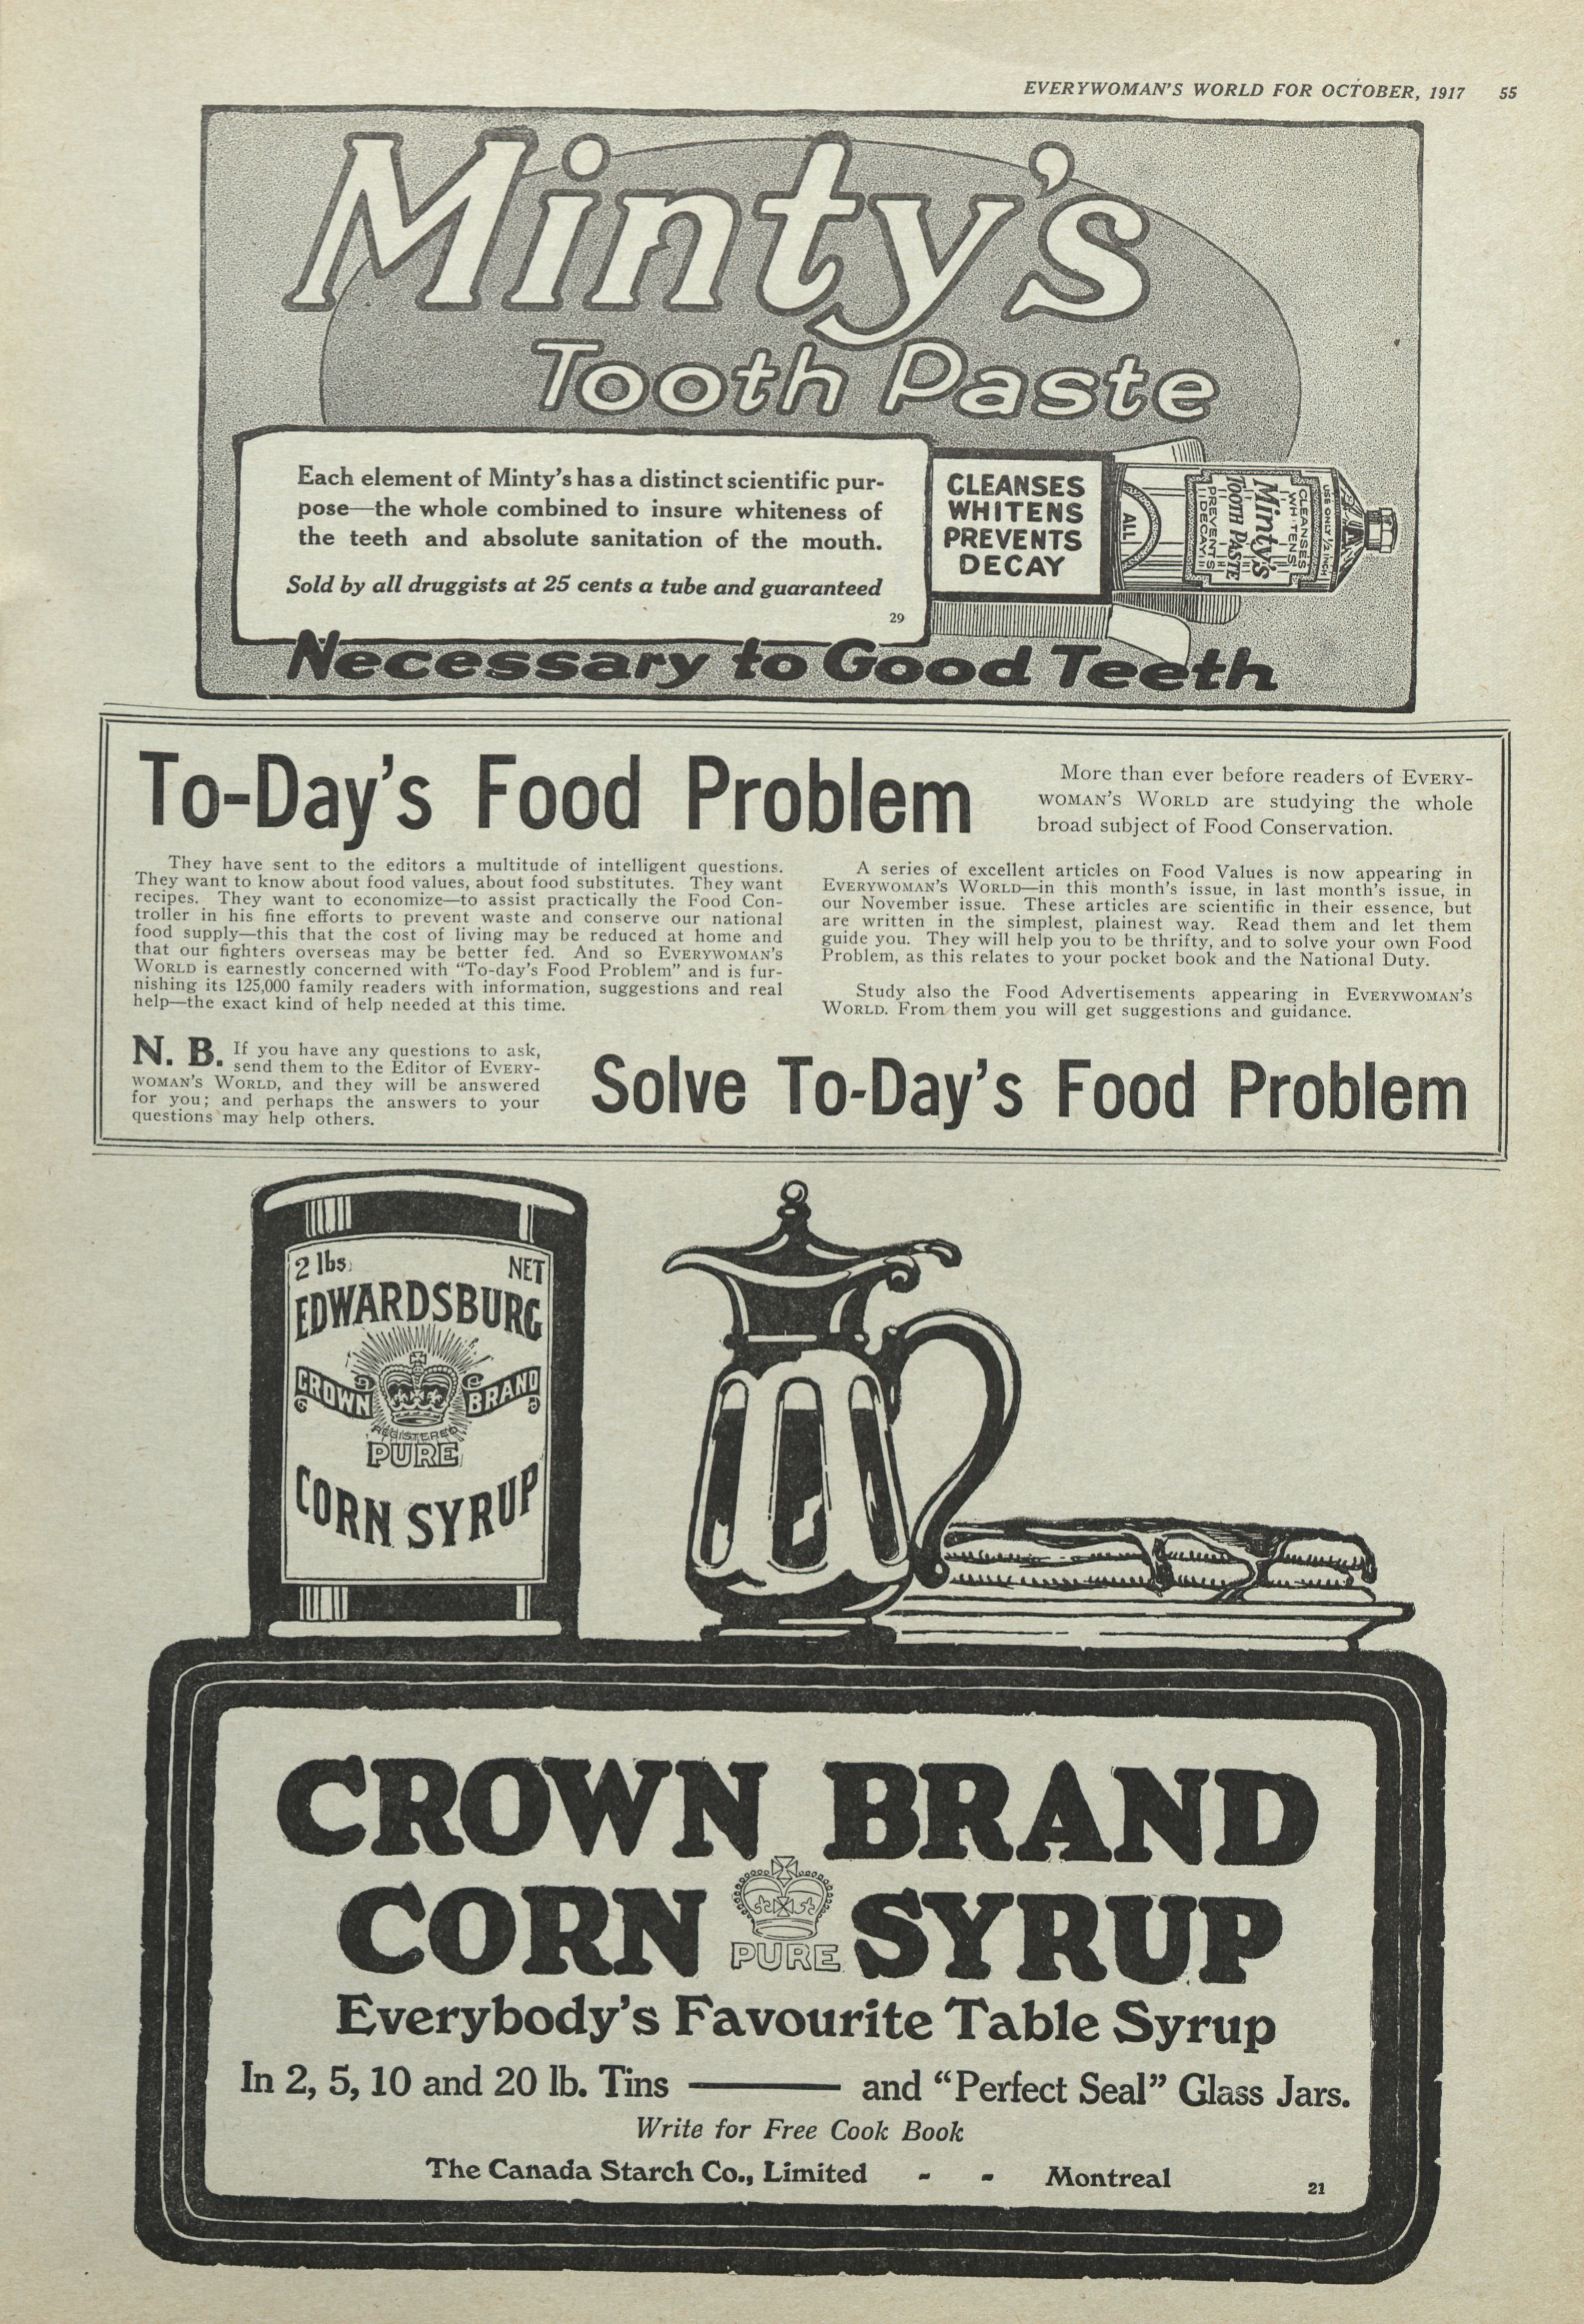 EVERYWOMAN'S WORLD FOR OCTOBER, 1917 55
Minty's
Tooth Paste
Each element of Minty's has a distinct scientific pur-
pose—the whole combined to insure whiteness of
the teeth and absolute sanitation of the mouth.
Sold by all druggists at 25 cents a tube and guaranteed
29
CLEANSES
WHITENS
PREVENTS
DECAY
ALL
USE ONLY 1/2 INCH
CLEANSES
WHITENS
Minty's
TOOTH PASTE
PREVENTS
DECAY
Necessary to Good Teeth
To-Day's Food Problem
More than ever before readers of EVERY-
WOMAN'S WORLD are studying the whole
broad subject of Food Conservation.
They have sent to the editors a multitude of intelligent questions.
They want to know about food values, about food substitutes. They want
recipes. They want to economize—to assist practically the Food Con-
troller in his fine efforts to prevent waste and conserve our national
food supply—this that the cost of living may be reduced at home and
that our fighters overseas may be better fed. And so EVERYWOMAN'S
WORLD is earnestly concerned with "To-day's Food Problem" and is fur-
nishing its 125,000 family readers with information, suggestions and real
help—the exact kind of help needed at this time.
A series of excellent articles on Food Values is now appearing in
EVERYWOMAN'S WORLD—in this month's issue, in last month's issue, in
our November issue. These articles are scientific in their essence, but
are written in the simplest, plainest way. Read them and let them
guide you. They will help you to be thrifty, and to solve your own Food
Problem, as this relates to your pocket book and the National Duty.
Study also the Food Advertisements appearing in EVERYWOMAN'S
WORLD. From them you will get suggestions and guidance.
N. B. If you have any questions to ask,
send them to the Editor of EVERY-
WOMAN'S WORLD, and they will be answered
for you; and perhaps the answers to your
questions may help others.
Solve To-Day's Food Problem
2 lbs. NET
EDWARDSBURG
CROWN BRAND
REGISTERED
PURE
CORN SYRUP
CROWN BRAND
CORN PURE SYRUP
Everybody's Favourite Table Syrup
In 2, 5, 10 and 20 lb. Tins ——— and "Perfect Seal" Glass Jars.
Write for Free Cook Book
The Canada Starch Co., Limited - - Montreal
21